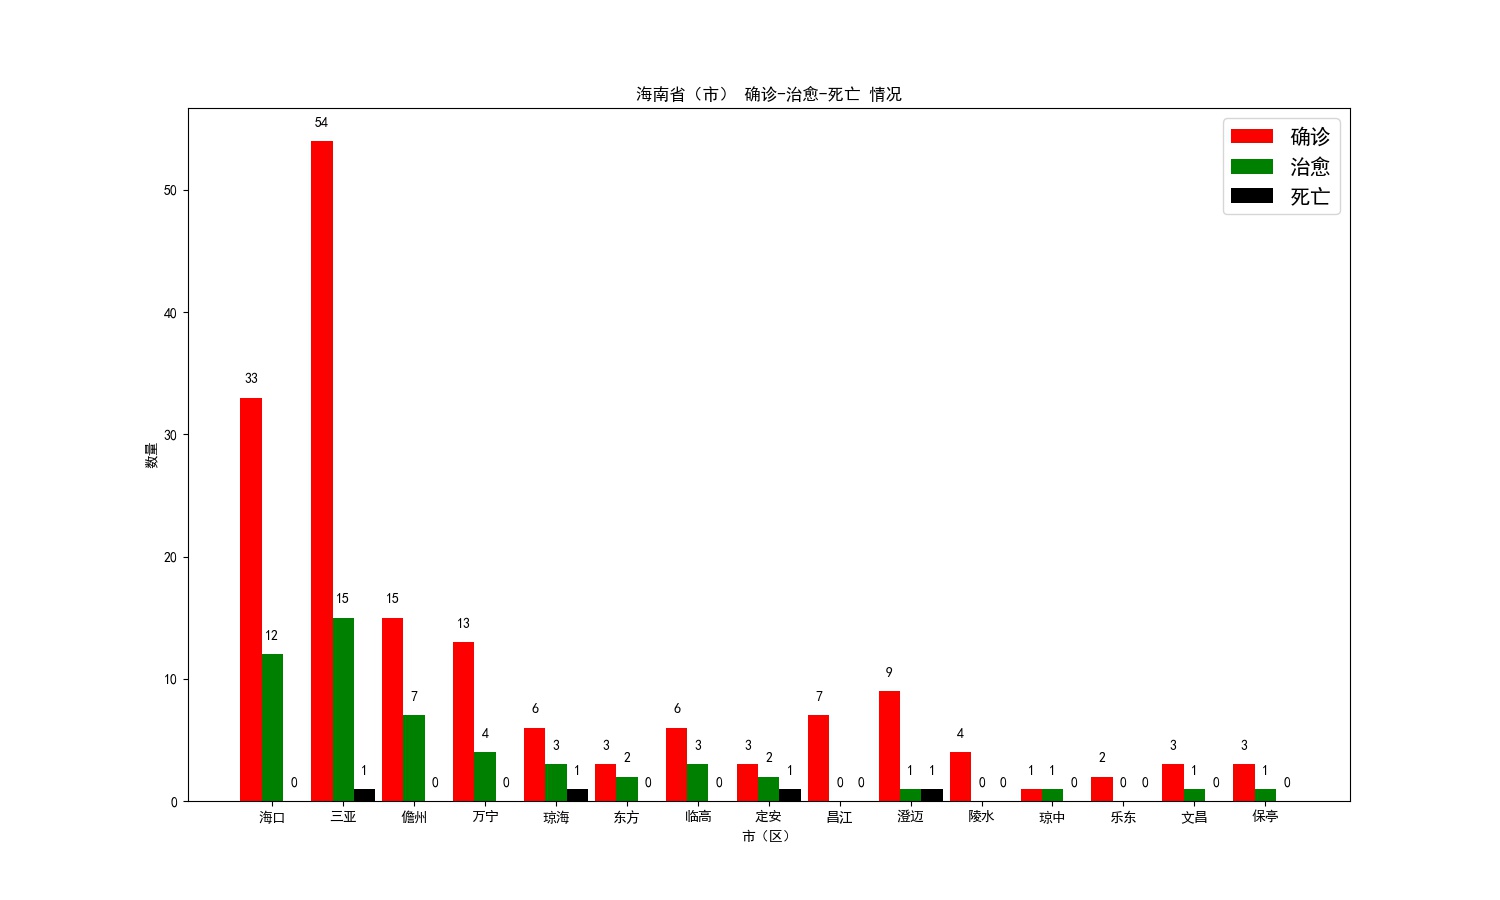 海南省（市） 确诊-治愈-死亡 情况
确诊
治愈
死亡
数量
50
40
30
20
10
0
33 12 0
54 15 1
15 7 0
13 4 0
6 3 1
3 2 0
6 3 0
3 2 1
7 0 0
9 1 1
4 0 0
1 1 0
2 0 0
3 1 0
3 1 0
海口 三亚 儋州 万宁 琼海 东方 临高 定安 昌江 澄迈 陵水 琼中 乐东 文昌 保亭
市（区）